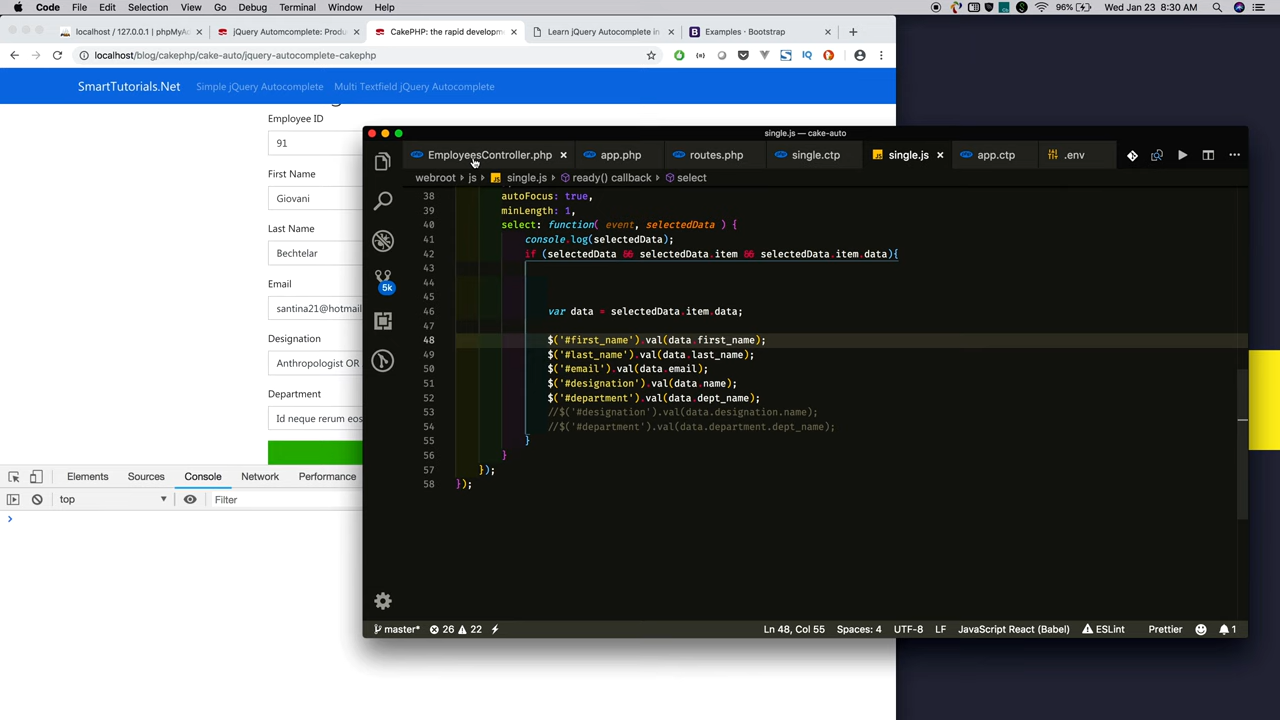 Code File Edit Selection View Go Debug Terminal Window Help
96% Wed Jan 23 8:30 AM
localhost / 127.0.0.1 | phpMyA
jQuery Automcomplete: Produ
CakePHP: the rapid developm
Learn jQuery Autocomplete in
Examples · Bootstrap
localhost/blog/cakephp/cake-auto/jquery-autocomplete-cakephp
IQ
SmartTutorials.Net Simple jQuery Autocomplete Multi Textfield jQuery Autocomplete
Employee ID
91
First Name
Giovani
Last Name
Bechtelar
Email
santina21@hotmail
Designation
Anthropologist OR
Department
Id neque rerum eos
Elements Sources Console Network Performance
top Filter
single.js — cake-auto
EmployeesController.php app.php routes.php single.ctp single.js app.ctp .env
webroot js single.js ready() callback select
5k
38 autoFocus: true,
39 minLength: 1,
40 select: function( event, selectedData ) {
41 console.log(selectedData);
42 if (selectedData && selectedData.item && selectedData.item.data){
43
44
45
46 var data = selectedData.item.data;
47
48 $('#first_name').val(data.first_name);
49 $('#last_name').val(data.last_name);
50 $('#email').val(data.email);
51 $('#designation').val(data.name);
52 $('#department').val(data.dept_name);
53 //$('#designation').val(data.designation.name);
54 //$('#department').val(data.department.dept_name);
55 }
56 }
57 });
58 });
master* 26 22 Ln 48, Col 55 Spaces: 4 UTF-8 LF JavaScript React (Babel) ESLint Prettier 1